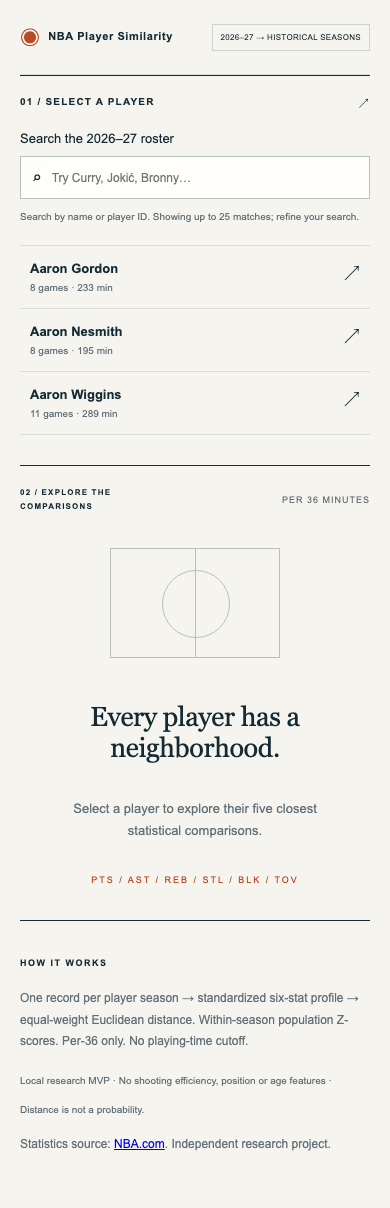 NBA Player Similarity
2026–27 → HISTORICAL SEASONS
01 / SELECT A PLAYER
Search the 2026–27 roster
Try Curry, Jokić, Bronny…
Search by name or player ID. Showing up to 25 matches; refine your search.
Aaron Gordon
8 games · 233 min
Aaron Nesmith
8 games · 195 min
Aaron Wiggins
11 games · 289 min
02 / EXPLORE THE
COMPARISONS
PER 36 MINUTES
Every player has a
neighborhood.
Select a player to explore their five closest
statistical comparisons.
PTS / AST / REB / STL / BLK / TOV
HOW IT WORKS
One record per player season → standardized six-stat profile →
equal-weight Euclidean distance. Within-season population Z-
scores. Per-36 only. No playing-time cutoff.
Local research MVP · No shooting efficiency, position or age features ·
Distance is not a probability.
Statistics source: NBA.com. Independent research project.